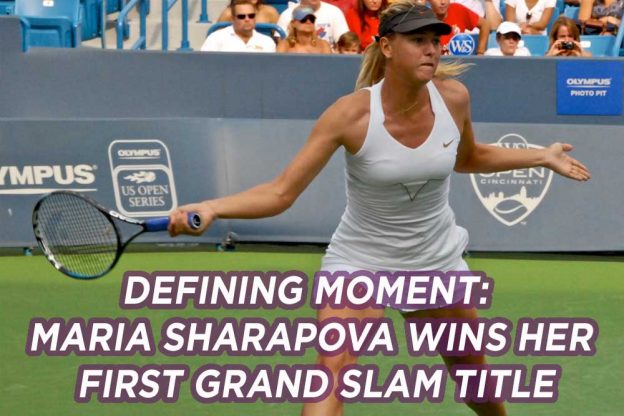 W&S
OLYMPUS
PHOTO PIT
OLYMPUS
OLYMPUS
US OPEN
SERIES
W&S
OPEN
CINCINNATI
DEFINING MOMENT:
MARIA SHARAPOVA WINS HER
FIRST GRAND SLAM TITLE